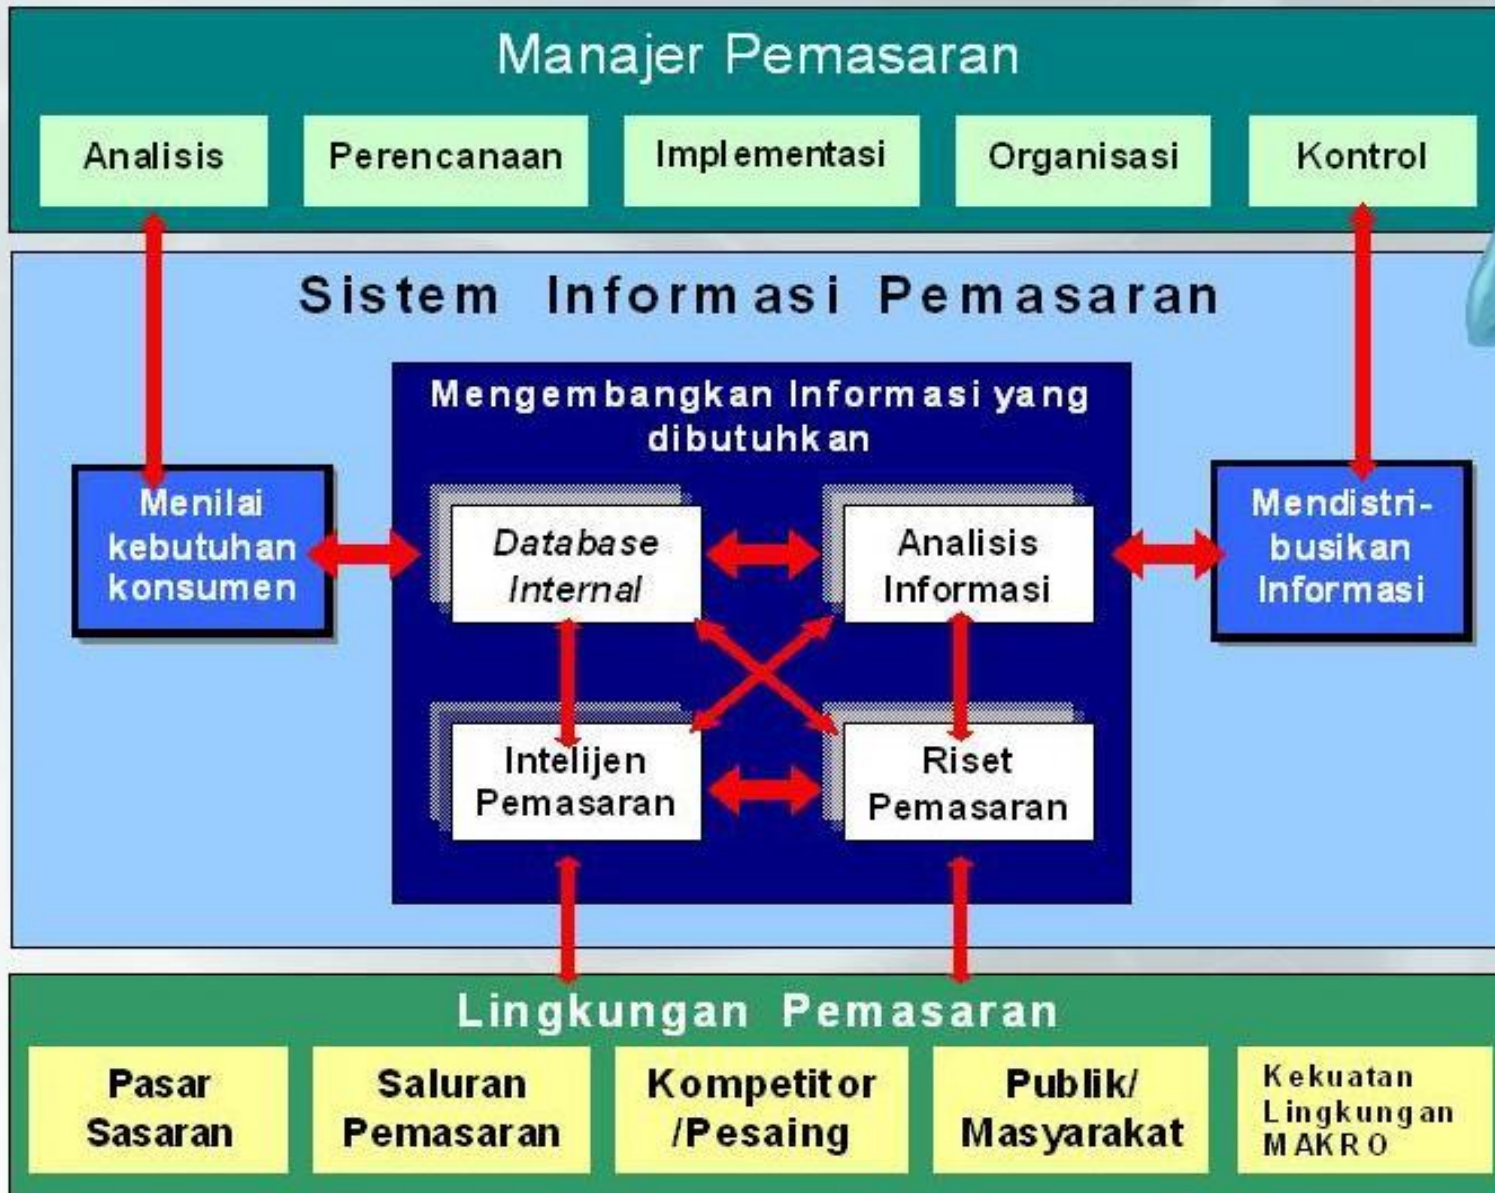 Manajer Pemasaran
Analisis
Perencanaan
Implementasi
Organisasi
Kontrol
Sistem Informasi Pemasaran
Mengembangkan Informasi yang
dibutuhkan
Menilai
kebutuhan
konsumen
Database
Internal
Analisis
Informasi
Mendistri-
busikan
Informasi
Intelijen
Pemasaran
Riset
Pemasaran
Lingkungan Pemasaran
Pasar
Sasaran
Saluran
Pemasaran
Kompetitor
/Pesaing
Publik/
Masyarakat
Kekuatan
Lingkungan
MAKRO